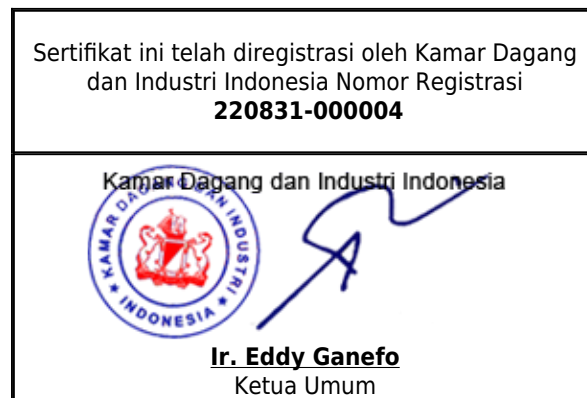 Sertifikat ini telah diregistrasi oleh Kamar Dagang
dan Industri Indonesia Nomor Registrasi
220831-000004
Kamar Dagang dan Industri Indonesia
KAMAR DAGANG DAN INDUSTRI
INDONESIA
Ir. Eddy Ganefo
Ketua Umum